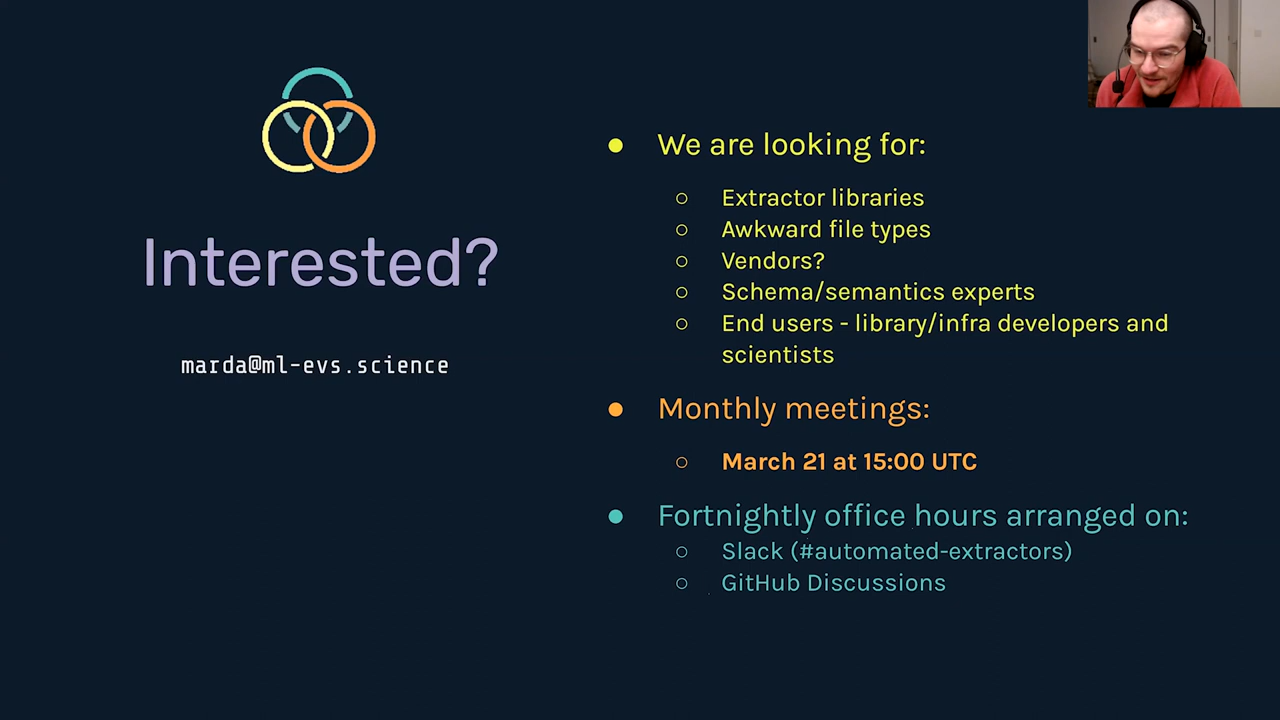 Interested?
marda@ml-evs.science
We are looking for:
Extractor libraries
Awkward file types
Vendors?
Schema/semantics experts
End users - library/infra developers and
scientists
Monthly meetings:
March 21 at 15:00 UTC
Fortnightly office hours arranged on:
Slack (#automated-extractors)
GitHub Discussions